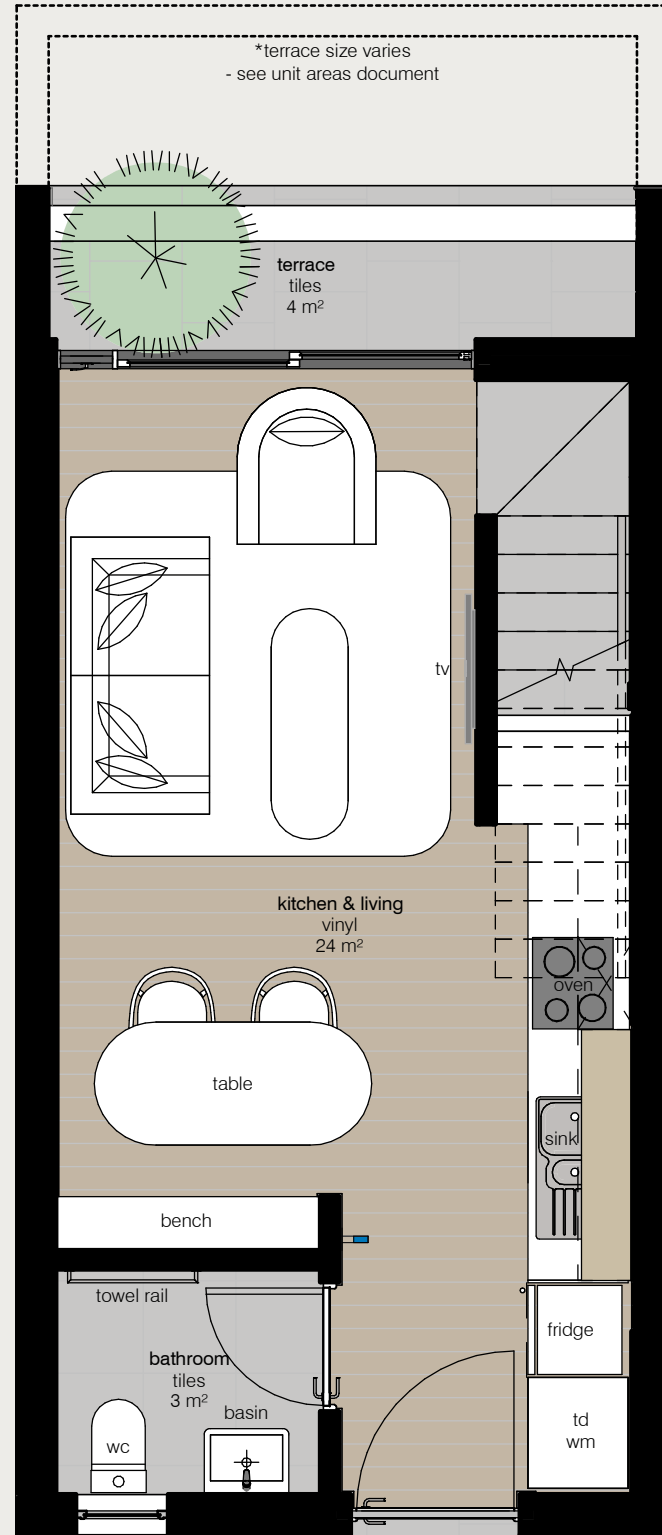 *terrace size varies
- see unit areas document
terrace
tiles
4 m²
tv
kitchen & living
vinyl
24 m²
oven
table
sink
bench
towel rail
fridge
bathroom
tiles
3 m²
basin
wc
td
wm